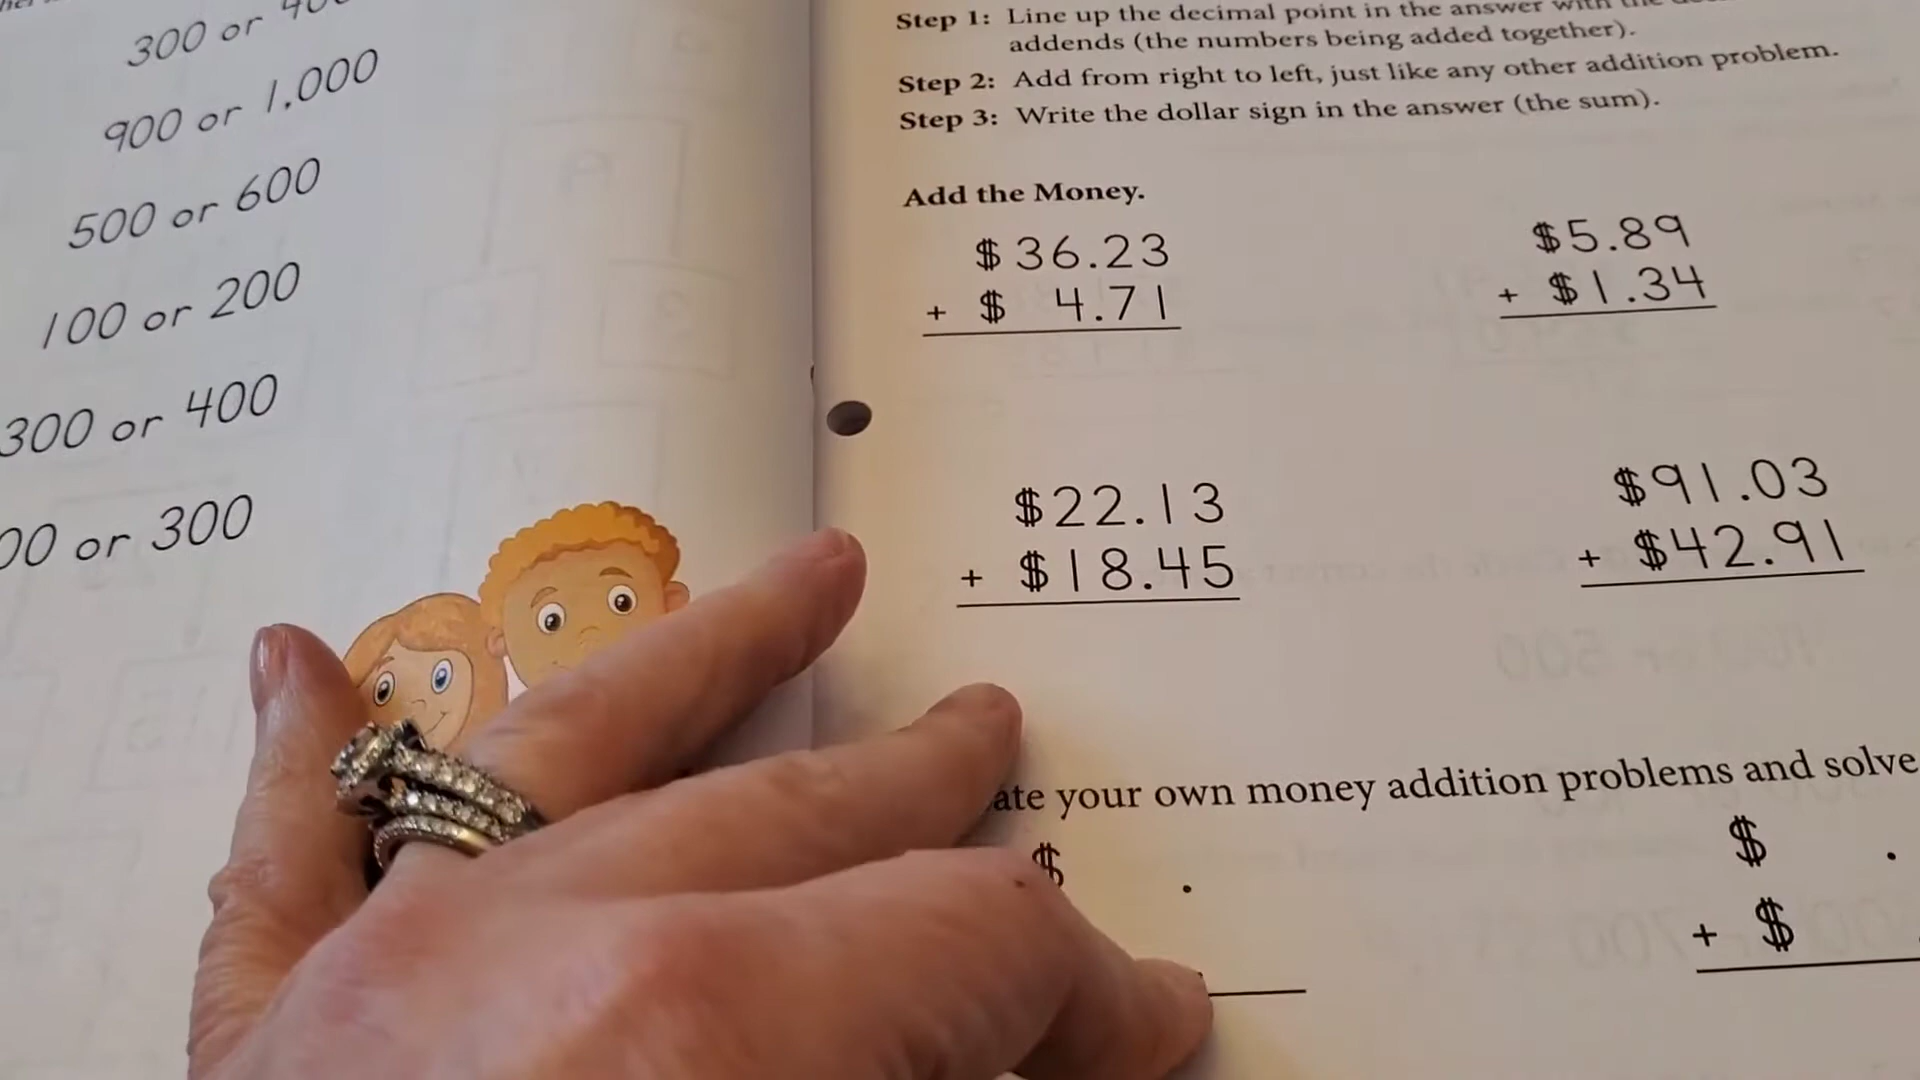 300 or
900 or 1,000
500 or 600
100 or 200
300 or 400
or 300
Step 1: Line up the decimal point in the answer with the
addends (the numbers being added together).
Step 2: Add from right to left, just like any other addition problem.
Step 3: Write the dollar sign in the answer (the sum).
Add the Money.
$36.23
+ $ 4.71
$5.89
+ $1.34
$22.13
+ $18.45
$91.03
+ $42.91
your own money addition problems and solve
$ .
$ .
+ $